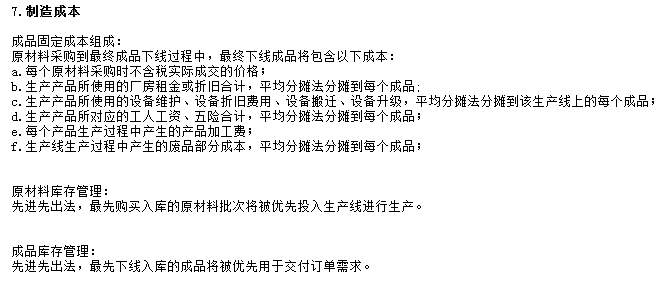 7.制造成本
成品固定成本组成：
原材料采购到最终成品下线过程中，最终下线成品将包含以下成本：
a.每个原材料采购时不含税实际成交的价格；
b.生产产品所使用的厂房租金或折旧合计，平均分摊法分摊到每个成品；
c.生产产品所使用的设备维护、设备折旧费用、设备搬迁、设备升级，平均分摊法分摊到该生产线上的每个成品；
d.生产产品所对应的工人工资、五险合计，平均分摊法分摊到每个成品；
e.每个产品生产过程中产生的产品加工费；
f.生产线生产过程中产生的废品部分成本，平均分摊法分摊到每个成品；
原材料库存管理：
先进先出法，最先购买入库的原材料批次将被优先投入生产线进行生产。
成品库存管理：
先进先出法，最先下线入库的成品将被优先用于交付订单需求。